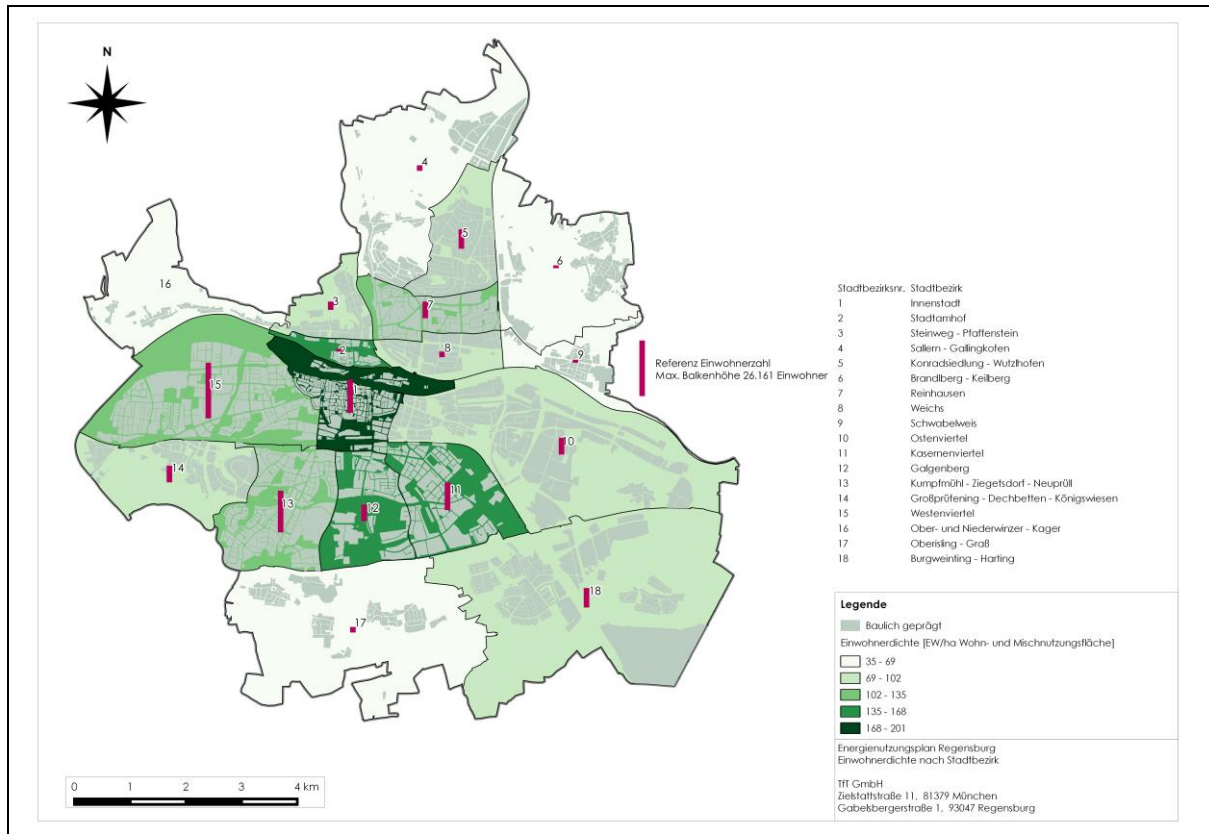 N
4
5
6
16
3
7
2
8
9
15
1
10
14
13
12
11
18
17
Referenz Einwohnerzahl
Max. Balkenhöhe 26.161 Einwohner
Stadtbezirksnr. Stadtbezirk
1 Innenstadt
2 Stadtamhof
3 Steinweg - Pfaffenstein
4 Sallern - Gallingkofen
5 Konradsiedlung - Wutzlhofen
6 Brandlberg - Keilberg
7 Reinhausen
8 Weichs
9 Schwabelweis
10 Ostenviertel
11 Kasernenviertel
12 Galgenberg
13 Kumpfmühl - Ziegetsdorf - Neuprüll
14 Großprüfening - Dechbetten - Königswiesen
15 Westenviertel
16 Ober- und Niederwinzer - Kager
17 Oberisling - Graß
18 Burgweinting - Harting
Legende
Baulich geprägt
Einwohnerdichte [EW/ha Wohn- und Mischnutzungsfläche]
35 - 69
69 - 102
102 - 135
135 - 168
168 - 201
Energienutzungsplan Regensburg
Einwohnerdichte nach Stadtbezirk
TfT GmbH
Zielstattstraße 11, 81379 München
Gabelsbergerstraße 1, 93047 Regensburg
0 1 2 3 4 km